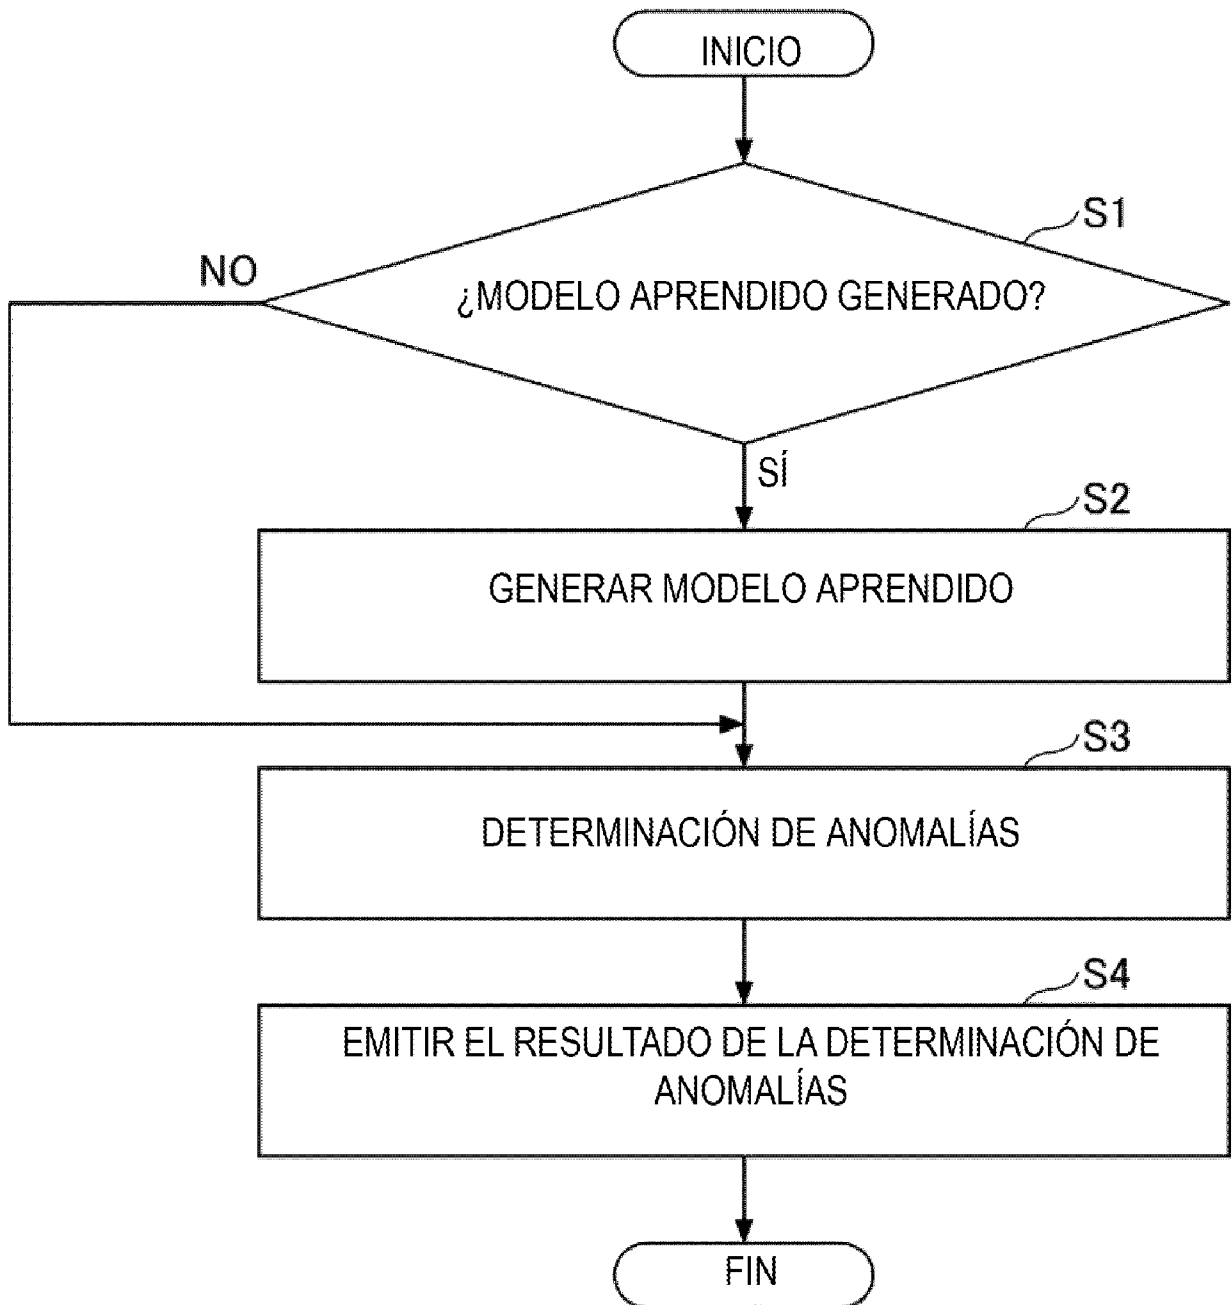 INICIO
S1
NO
¿MODELO APRENDIDO GENERADO?
SÍ
S2
GENERAR MODELO APRENDIDO
S3
DETERMINACIÓN DE ANOMALÍAS
S4
EMITIR EL RESULTADO DE LA DETERMINACIÓN DE
ANOMALÍAS
FIN